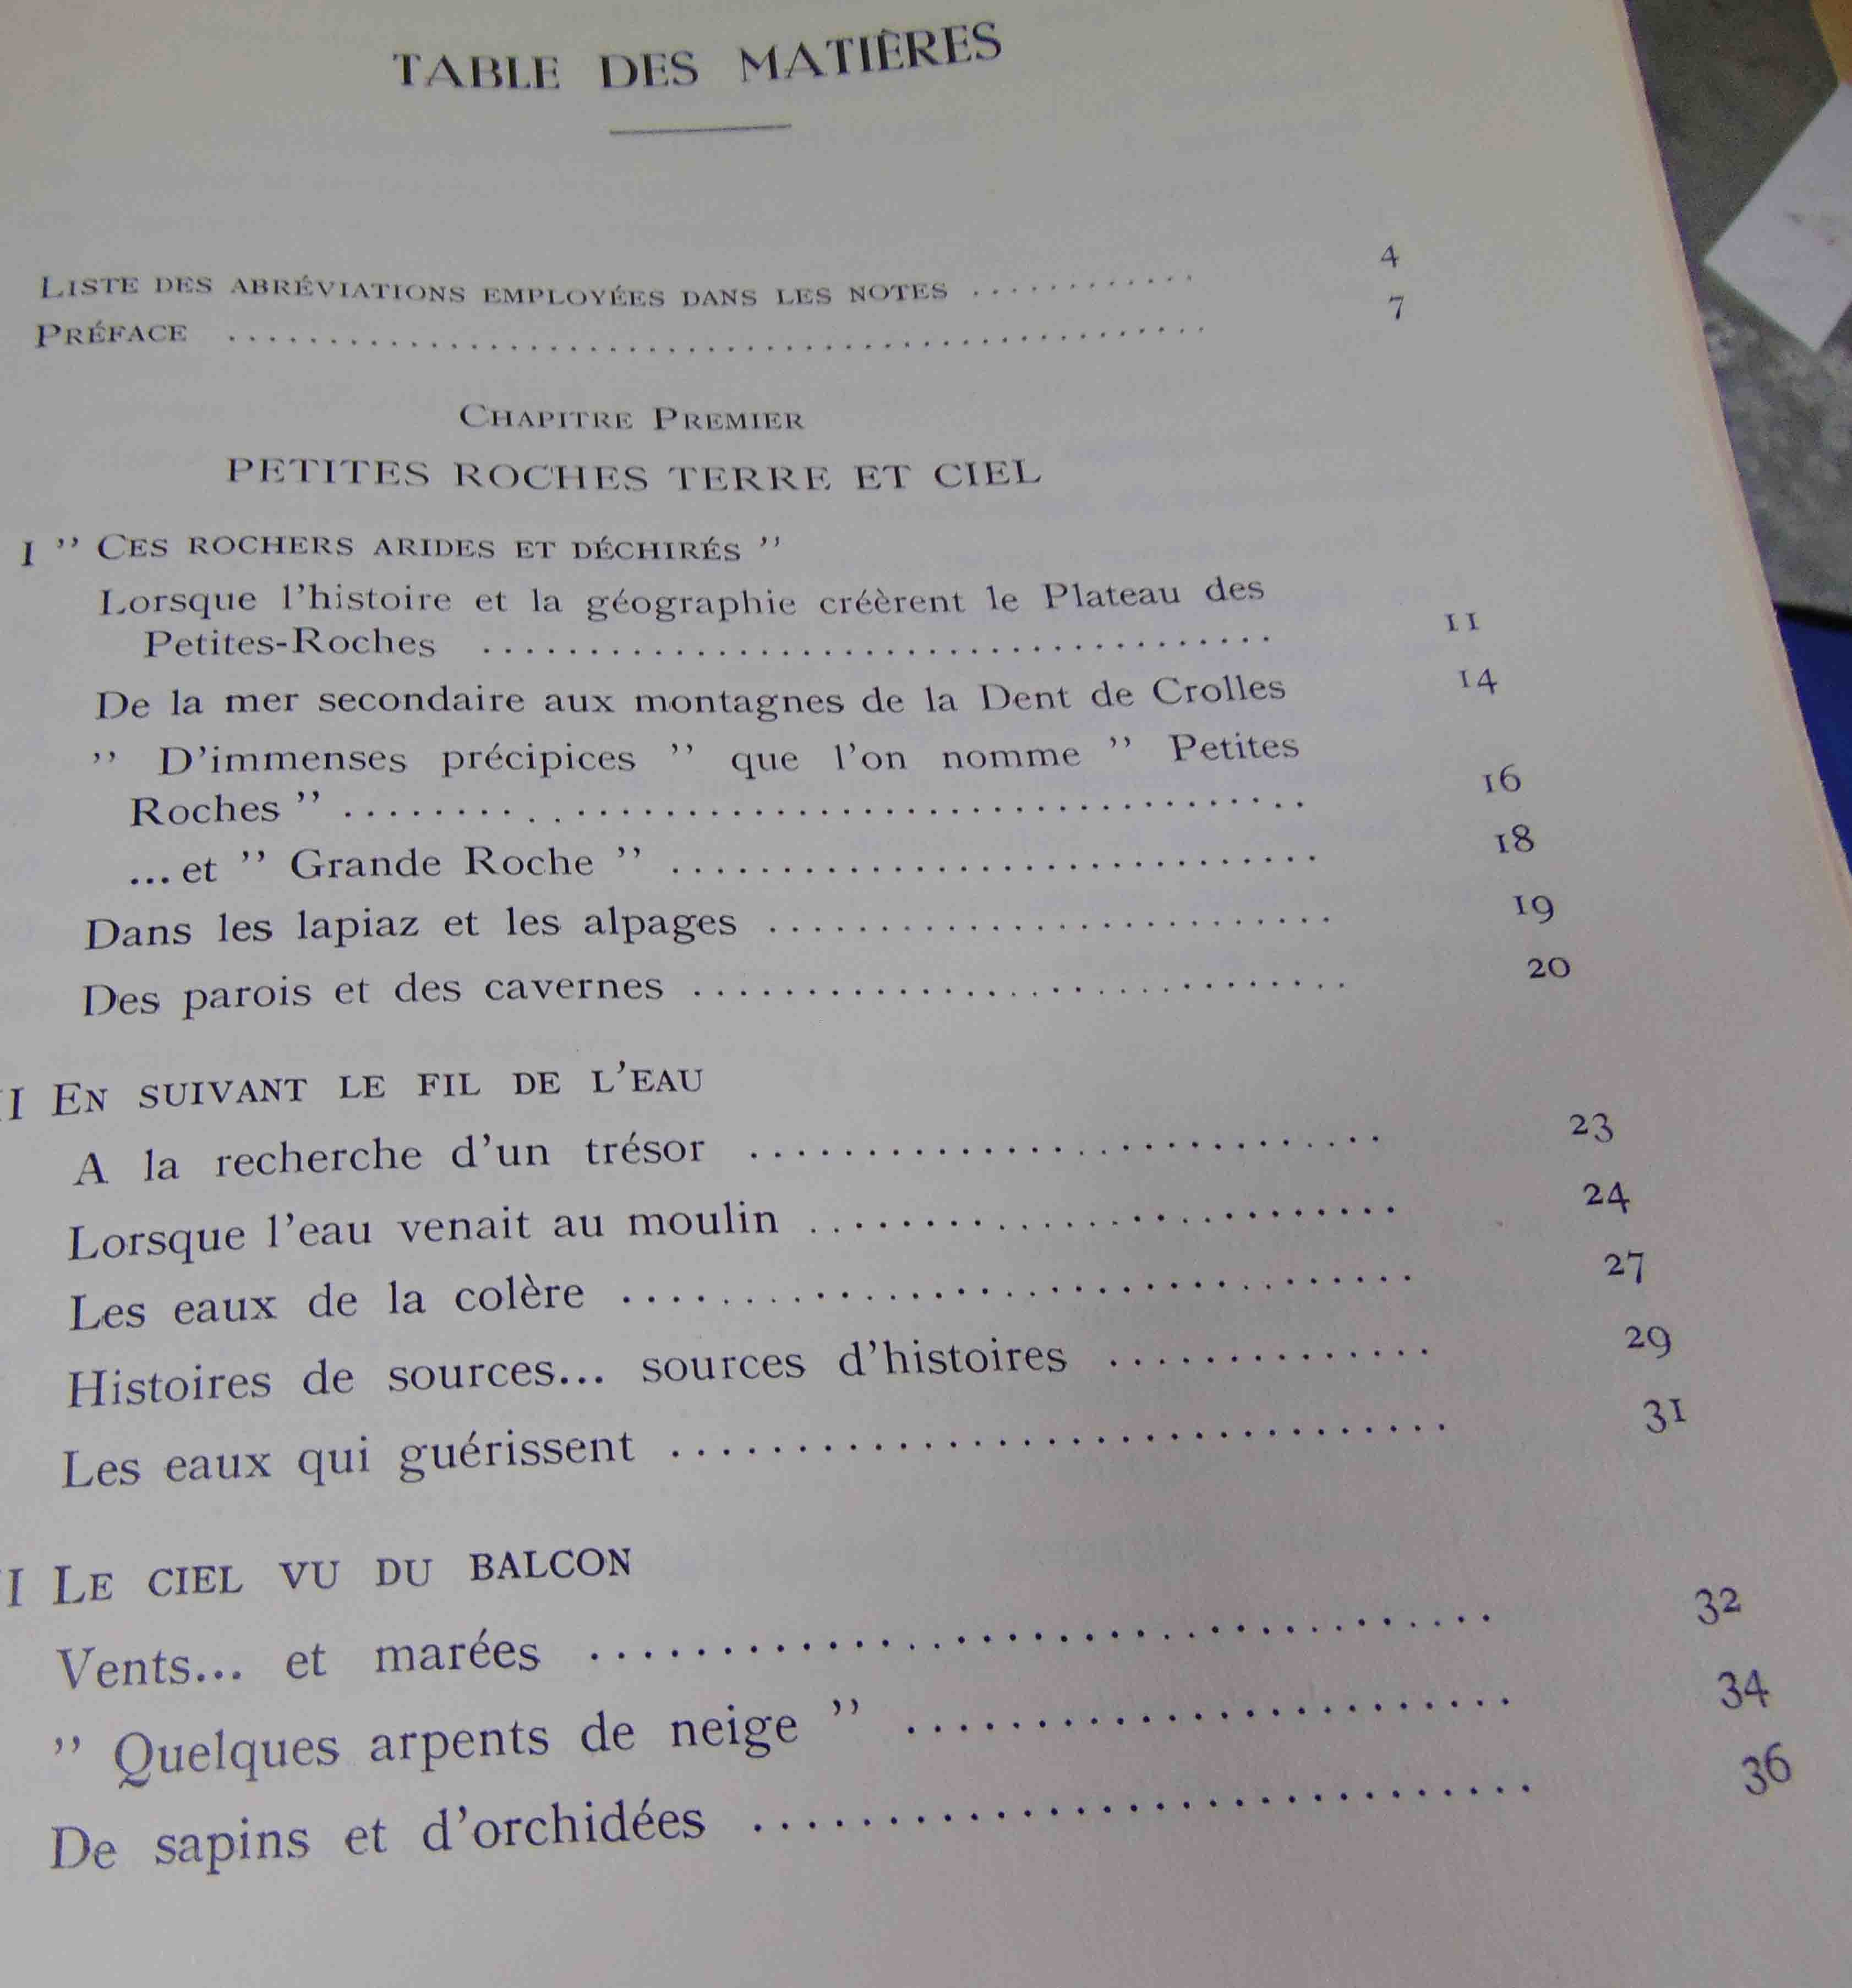 TABLE DES MATIÈRES
LISTE DES ABRÉVIATIONS EMPLOYÉES DANS LES NOTES ............ 4
PRÉFACE .................................................. 7
CHAPITRE PREMIER
PETITES ROCHES TERRE ET CIEL
I ” CES ROCHERS ARIDES ET DÉCHIRÉS ”
Lorsque l’histoire et la géographie créèrent le Plateau des
Petites-Roches ................................... 11
De la mer secondaire aux montagnes de la Dent de Crolles 14
” D’immenses précipices ” que l’on nomme ” Petites
Roches ” .......................................... 16
... et ” Grande Roche ” .............................. 18
Dans les lapiaz et les alpages .......................... 19
Des parois et des cavernes .............................. 20
II EN SUIVANT LE FIL DE L’EAU
A la recherche d’un trésor ............................ 23
Lorsque l’eau venait au moulin ........................ 24
Les eaux de la colère .................................. 27
Histoires de sources... sources d’histoires .............. 29
Les eaux qui guérissent ................................ 31
I LE CIEL VU DU BALCON
Vents... et marées .................................... 32
” Quelques arpents de neige ” ........................ 34
De sapins et d’orchidées .............................. 36